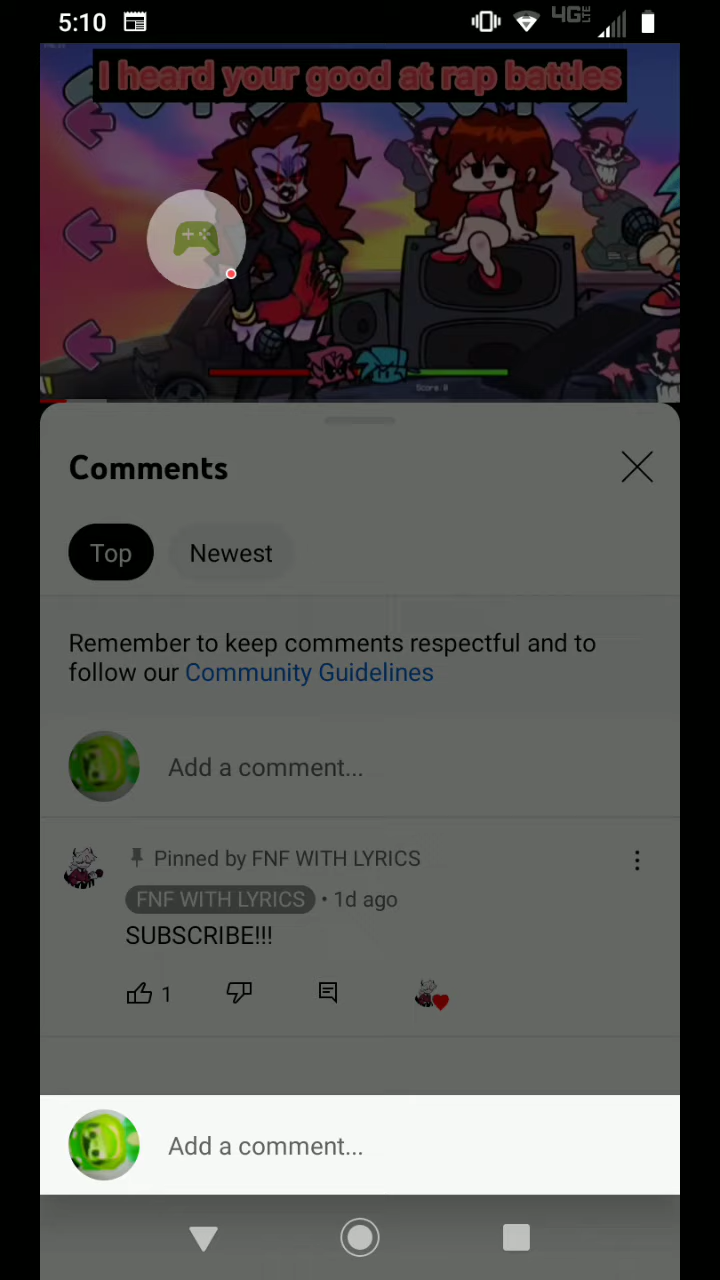 5:10
4G LTE
I heard your good at rap battles
Score: 0
Comments
Top
Newest
Remember to keep comments respectful and to
follow our Community Guidelines
Add a comment...
Pinned by FNF WITH LYRICS
FNF WITH LYRICS • 1d ago
SUBSCRIBE!!!
1
Add a comment...